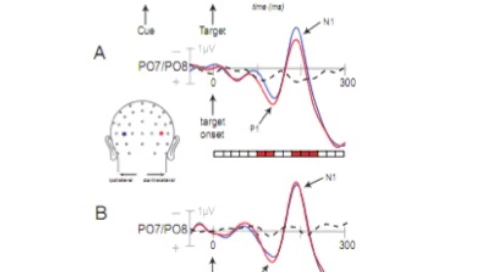 time (ms)
Cue
Target
N1
A
1μV
PO7/PO8
+
0
300
target
onset
P1
ipsilateral
contralateral
N1
B
1μV
PO7/PO8
+
0
300